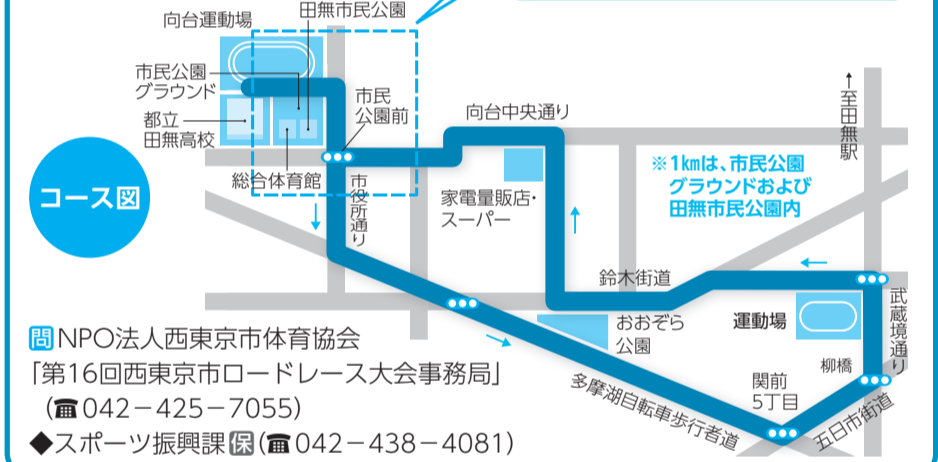 田無市民公園
向台運動場
市民公園
グラウンド
都立
田無高校
市民
公園前
向台中央通り
↑至田無駅
総合体育館
コース図
市役所通り
家電量販店・
スーパー
※1kmは、市民公園
グラウンドおよび
田無市民公園内
鈴木街道
おおぞら
公園
運動場
武蔵境通り
柳橋
関前
5丁目
五日市街道
多摩湖自転車歩行者道
問NPO法人西東京市体育協会
「第16回西東京市ロードレース大会事務局」
(☎042－425－7055)
◆スポーツ振興課保(☎042－438－4081)